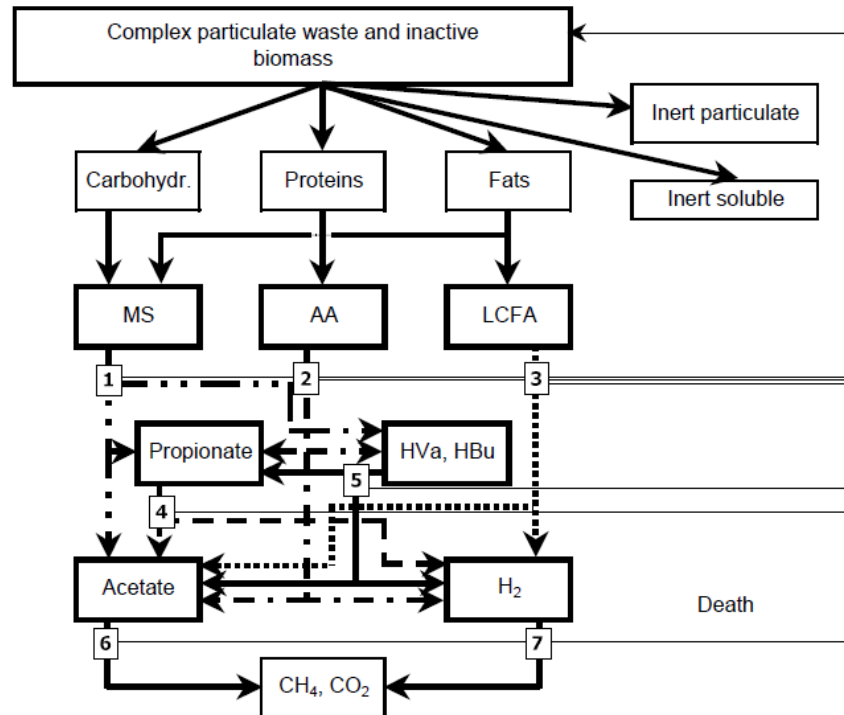 Complex particulate waste and inactive
biomass
Inert particulate
Carbohydr.
Proteins
Fats
Inert soluble
MS
AA
LCFA
1
2
3
Propionate
HVa, HBu
5
4
Acetate
H₂
Death
6
7
CH₄, CO₂